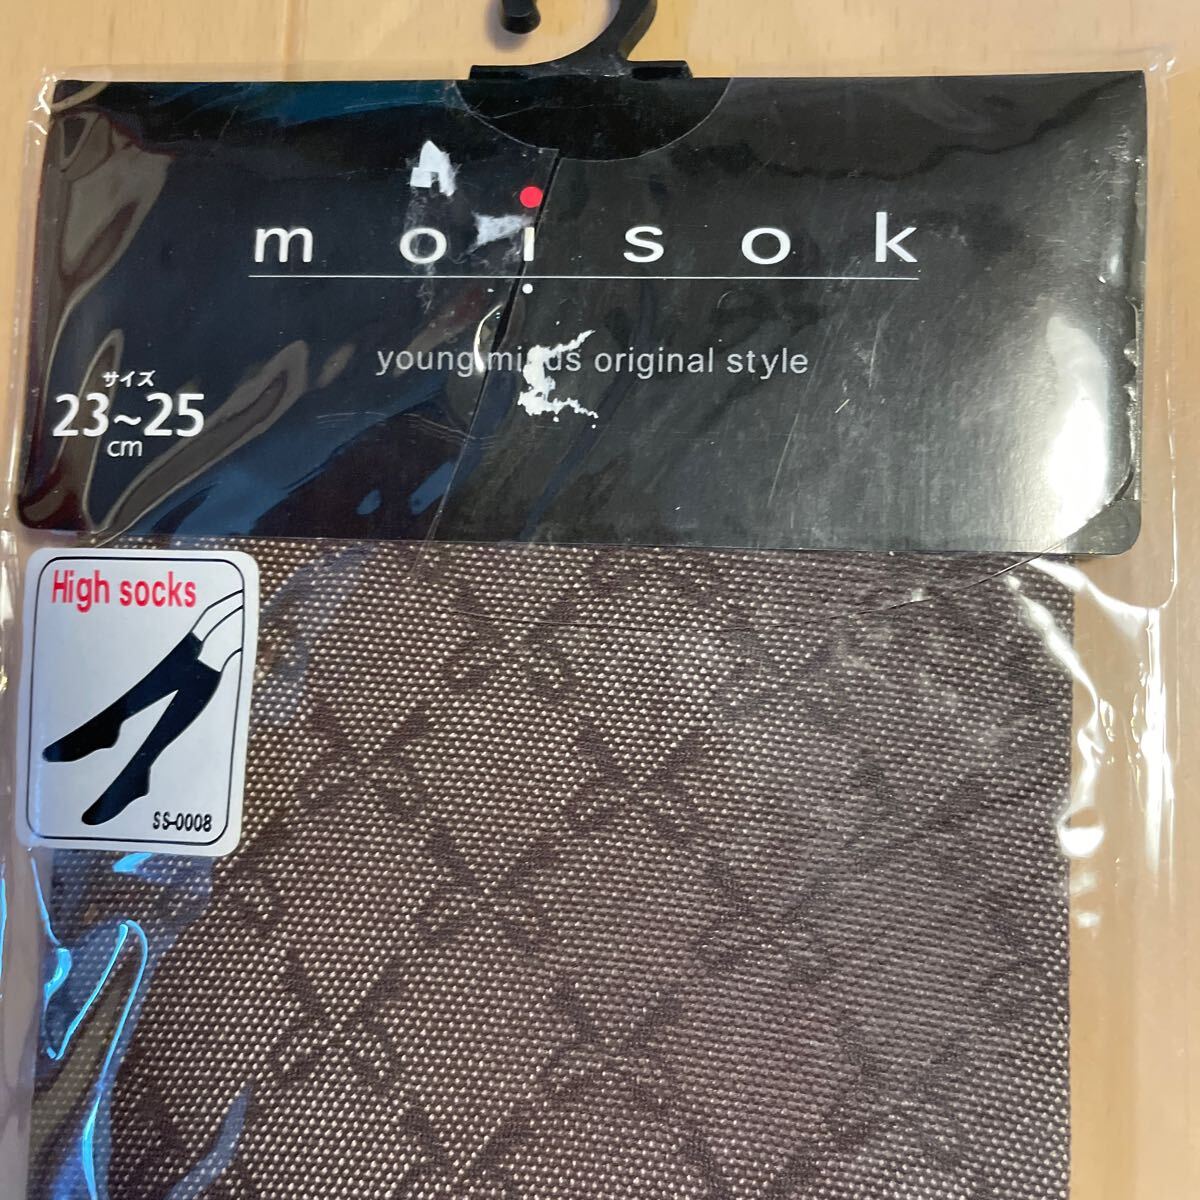 moisok
young minds original style
サイズ
23~25
cm
High socks
SS-0008